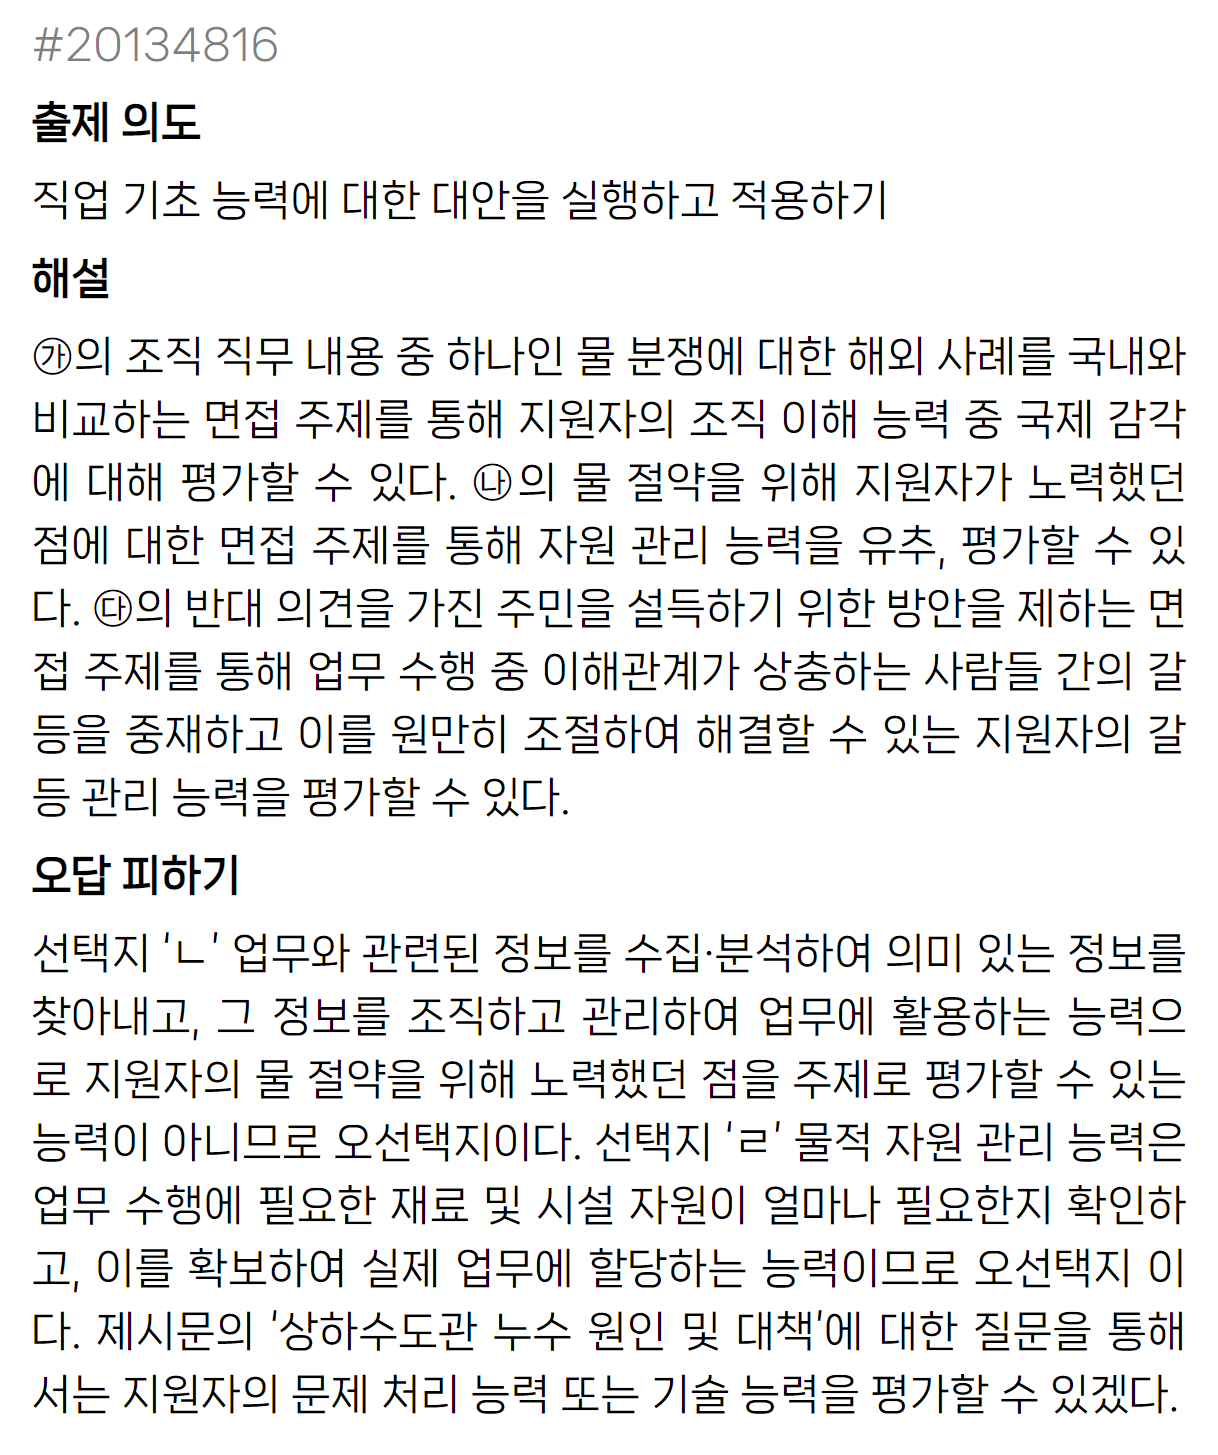 #20134816
출제 의도
직업 기초 능력에 대한 대안을 실행하고 적용하기
해설
㉮의 조직 직무 내용 중 하나인 물 분쟁에 대한 해외 사례를 국내와
비교하는 면접 주제를 통해 지원자의 조직 이해 능력 중 국제 감각
에 대해 평가할 수 있다. ㉯의 물 절약을 위해 지원자가 노력했던
점에 대한 면접 주제를 통해 자원 관리 능력을 유추, 평가할 수 있
다. ㉰의 반대 의견을 가진 주민을 설득하기 위한 방안을 제하는 면
접 주제를 통해 업무 수행 중 이해관계가 상충하는 사람들 간의 갈
등을 중재하고 이를 원만히 조절하여 해결할 수 있는 지원자의 갈
등 관리 능력을 평가할 수 있다.
오답 피하기
선택지 'ㄴ' 업무와 관련된 정보를 수집·분석하여 의미 있는 정보를
찾아내고, 그 정보를 조직하고 관리하여 업무에 활용하는 능력으
로 지원자의 물 절약을 위해 노력했던 점을 주제로 평가할 수 있는
능력이 아니므로 오선택지이다. 선택지 'ㄹ' 물적 자원 관리 능력은
업무 수행에 필요한 재료 및 시설 자원이 얼마나 필요한지 확인하
고, 이를 확보하여 실제 업무에 할당하는 능력이므로 오선택지 이
다. 제시문의 '상하수도관 누수 원인 및 대책'에 대한 질문을 통해
서는 지원자의 문제 처리 능력 또는 기술 능력을 평가할 수 있겠다.